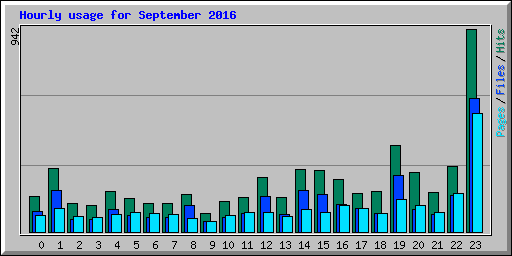 Hourly usage for September 2016
942
Pages / Files / Hits
0 1 2 3 4 5 6 7 8 9 10 11 12 13 14 15 16 17 18 19 20 21 22 23